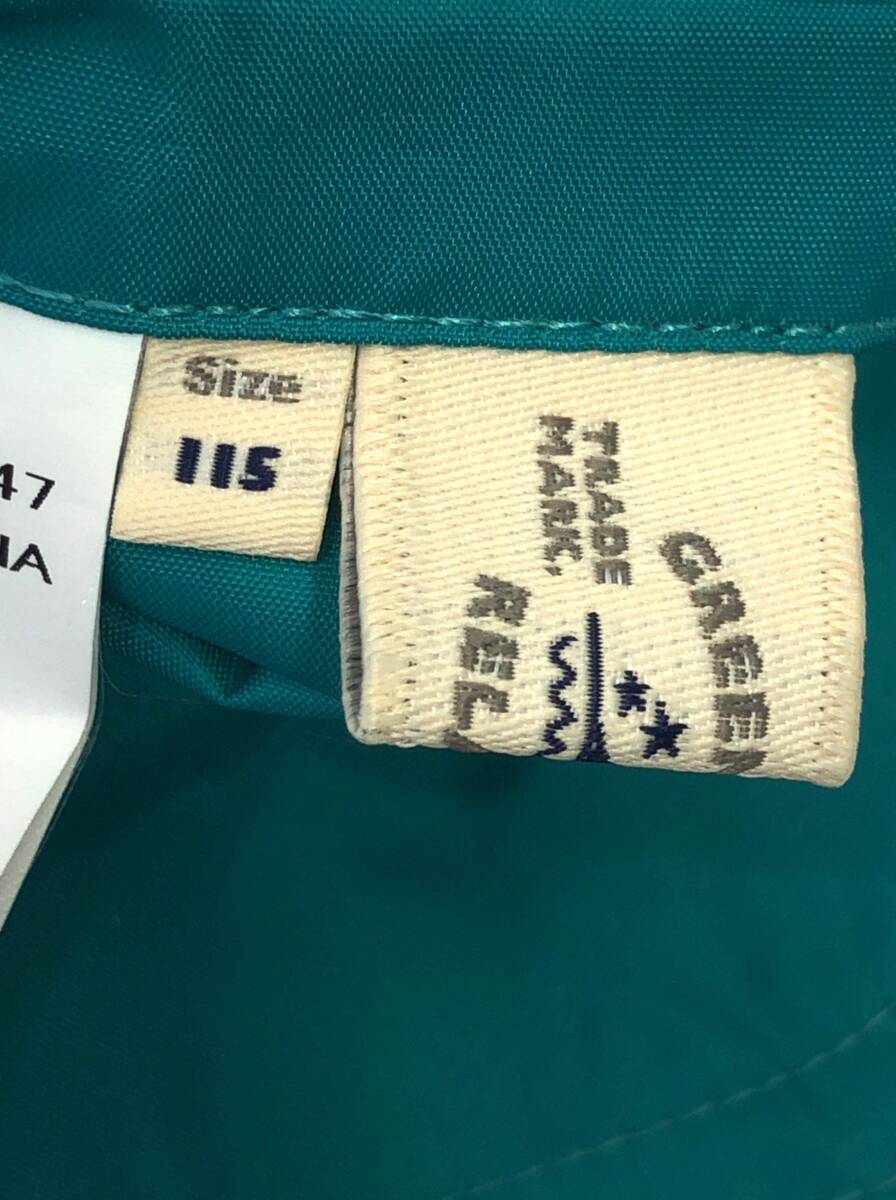 47
IA
Size
115
TRADE
MARK,
GREEN
REL